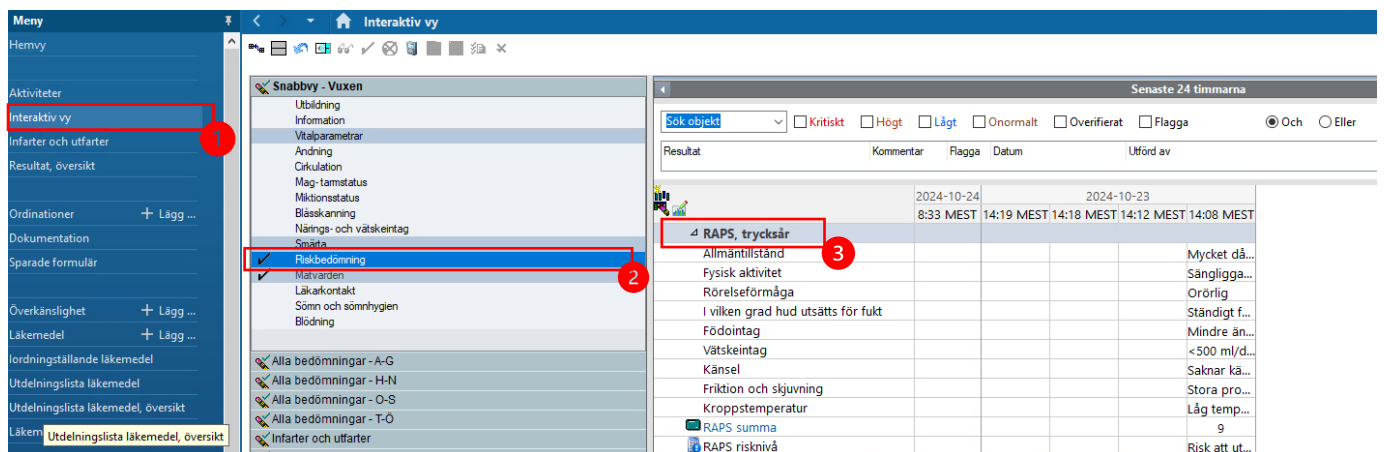 Meny
Interaktiv vy
Hemvy
Aktiviteter
Interaktiv vy
1
Infarter och utfarter
Resultat, översikt
Ordinationer + Lägg ...
Dokumentation
Sparade formulär
Överkänslighet + Lägg ...
Läkemedel + Lägg ...
Iordningställande läkemedel
Utdelningslista läkemedel
Utdelningslista läkemedel, översikt
Läkem
Utdelningslista läkemedel, översikt
Snabbvy - Vuxen
Utbildning
Information
Vitalparametrar
Andning
Cirkulation
Mag- tarmstatus
Miktionsstatus
Blåsskanning
Närings- och vätskeintag
Smärta
Riskbedömning
2
Mätvärden
Läkarkontakt
Sömn och sömnhygien
Blödning
Alla bedömningar - A-G
Alla bedömningar - H-N
Alla bedömningar - O-S
Alla bedömningar - T-Ö
Infarter och utfarter
Senaste 24 timmarna
Sök objekt Kritiskt Högt Lågt Onormalt Overifierat Flagga Och Eller
Resultat Kommentar Flagga Datum Utförd av
2024-10-24 2024-10-23
8:33 MEST 14:19 MEST 14:18 MEST 14:12 MEST 14:08 MEST
RAPS, trycksår
3
Allmäntillstånd Mycket då...
Fysisk aktivitet Sängligga...
Rörelseförmåga Orörlig
I vilken grad hud utsätts för fukt Ständigt f...
Födointag Mindre än...
Vätskeintag <500 ml/d...
Känsel Saknar kä...
Friktion och skjuvning Stora pro...
Kroppstemperatur Låg temp...
RAPS summa 9
RAPS risknivå Risk att ut...